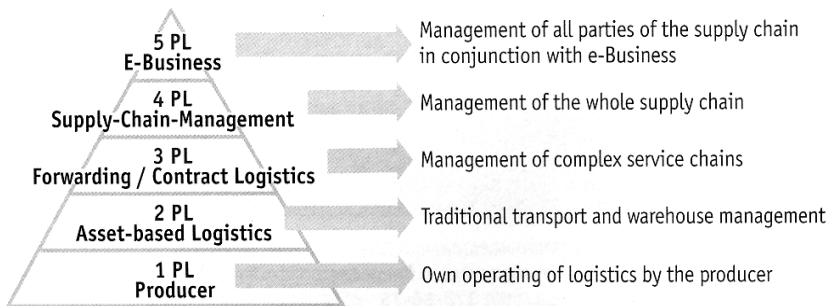 5 PL
E-Business
Management of all parties of the supply chain
in conjunction with e-Business
4 PL
Supply-Chain-Management
Management of the whole supply chain
3 PL
Forwarding / Contract Logistics
Management of complex service chains
2 PL
Asset-based Logistics
Traditional transport and warehouse management
1 PL
Producer
Own operating of logistics by the producer